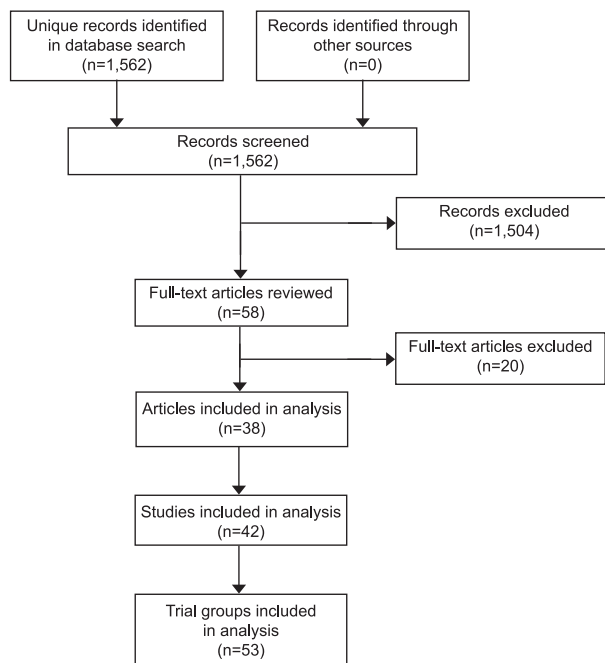 Unique records identified
in database search
(n=1,562)
Records identified through
other sources
(n=0)
Records screened
(n=1,562)
Records excluded
(n=1,504)
Full-text articles reviewed
(n=58)
Full-text articles excluded
(n=20)
Articles included in analysis
(n=38)
Studies included in analysis
(n=42)
Trial groups included
in analysis
(n=53)